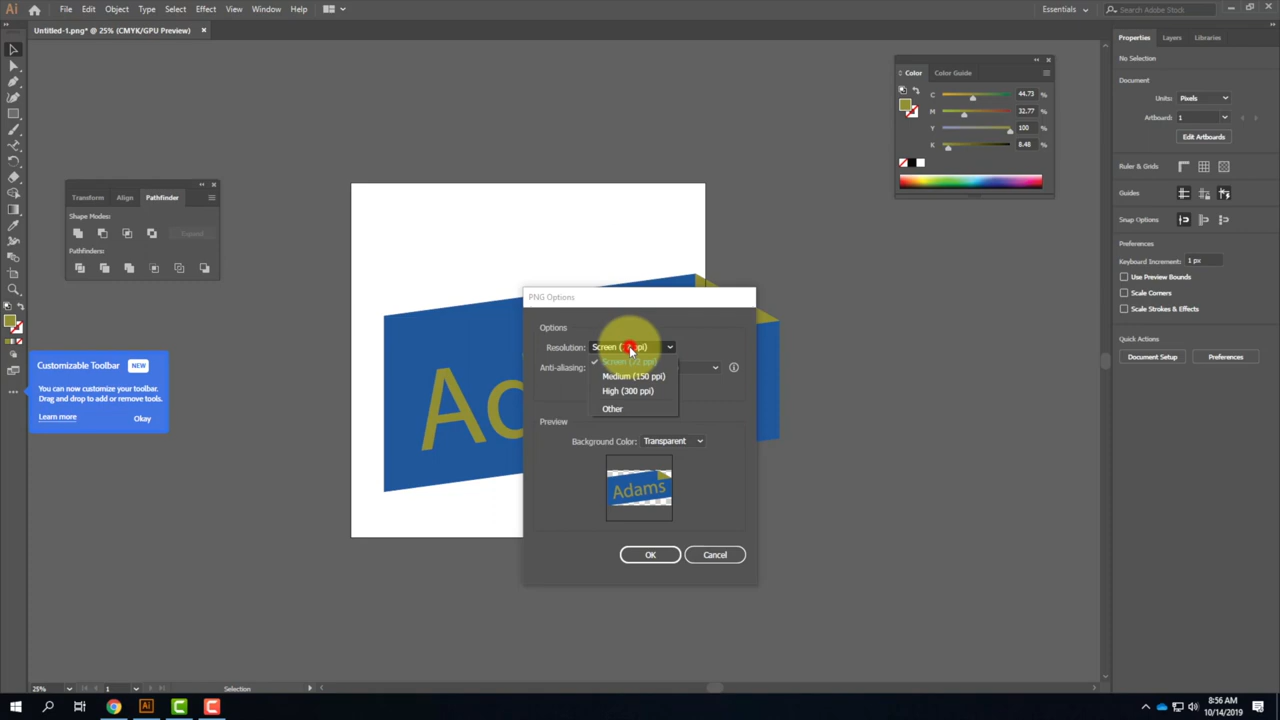 Ai File Edit Object Type Select Effect View Window Help Essentials Search Adobe Stock
Untitled-1.png* @ 25% (CMYK/GPU Preview)
Properties Layers Libraries
No Selection
Document
Units: Pixels
Artboard: 1
Edit Artboards
Ruler & Grids
Guides
Snap Options
Preferences
Keyboard Increment: 1 px
Use Preview Bounds
Scale Corners
Scale Strokes & Effects
Quick Actions
Document Setup Preferences
Color Color Guide
C 44.73 %
M 32.77 %
Y 100 %
K 8.48 %
Transform Align Pathfinder
Shape Modes:
Expand
Pathfinders:
Customizable Toolbar NEW
You can now customize your toolbar.
Drag and drop to add or remove tools.
Learn more Okay
PNG Options
Options
Resolution: Screen (72 ppi)
Screen (72 ppi)
Anti-aliasing:
Medium (150 ppi)
High (300 ppi)
Other
Preview
Background Color: Transparent
Adams
OK Cancel
25% 1 Selection
Ai C C
8:56 AM
10/14/2019